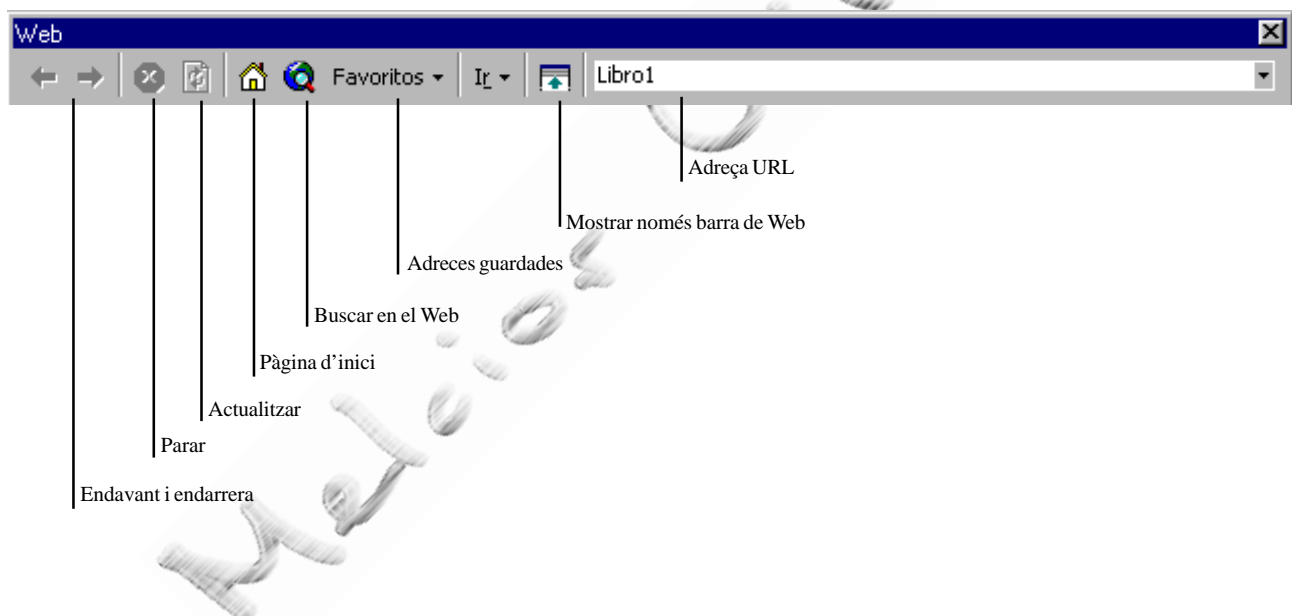 Web
Favoritos Ir Libro1
Adreça URL
Mostrar només barra de Web
Adreces guardades
Buscar en el Web
Pàgina d’inici
Actualitzar
Parar
Endavant i endarrera